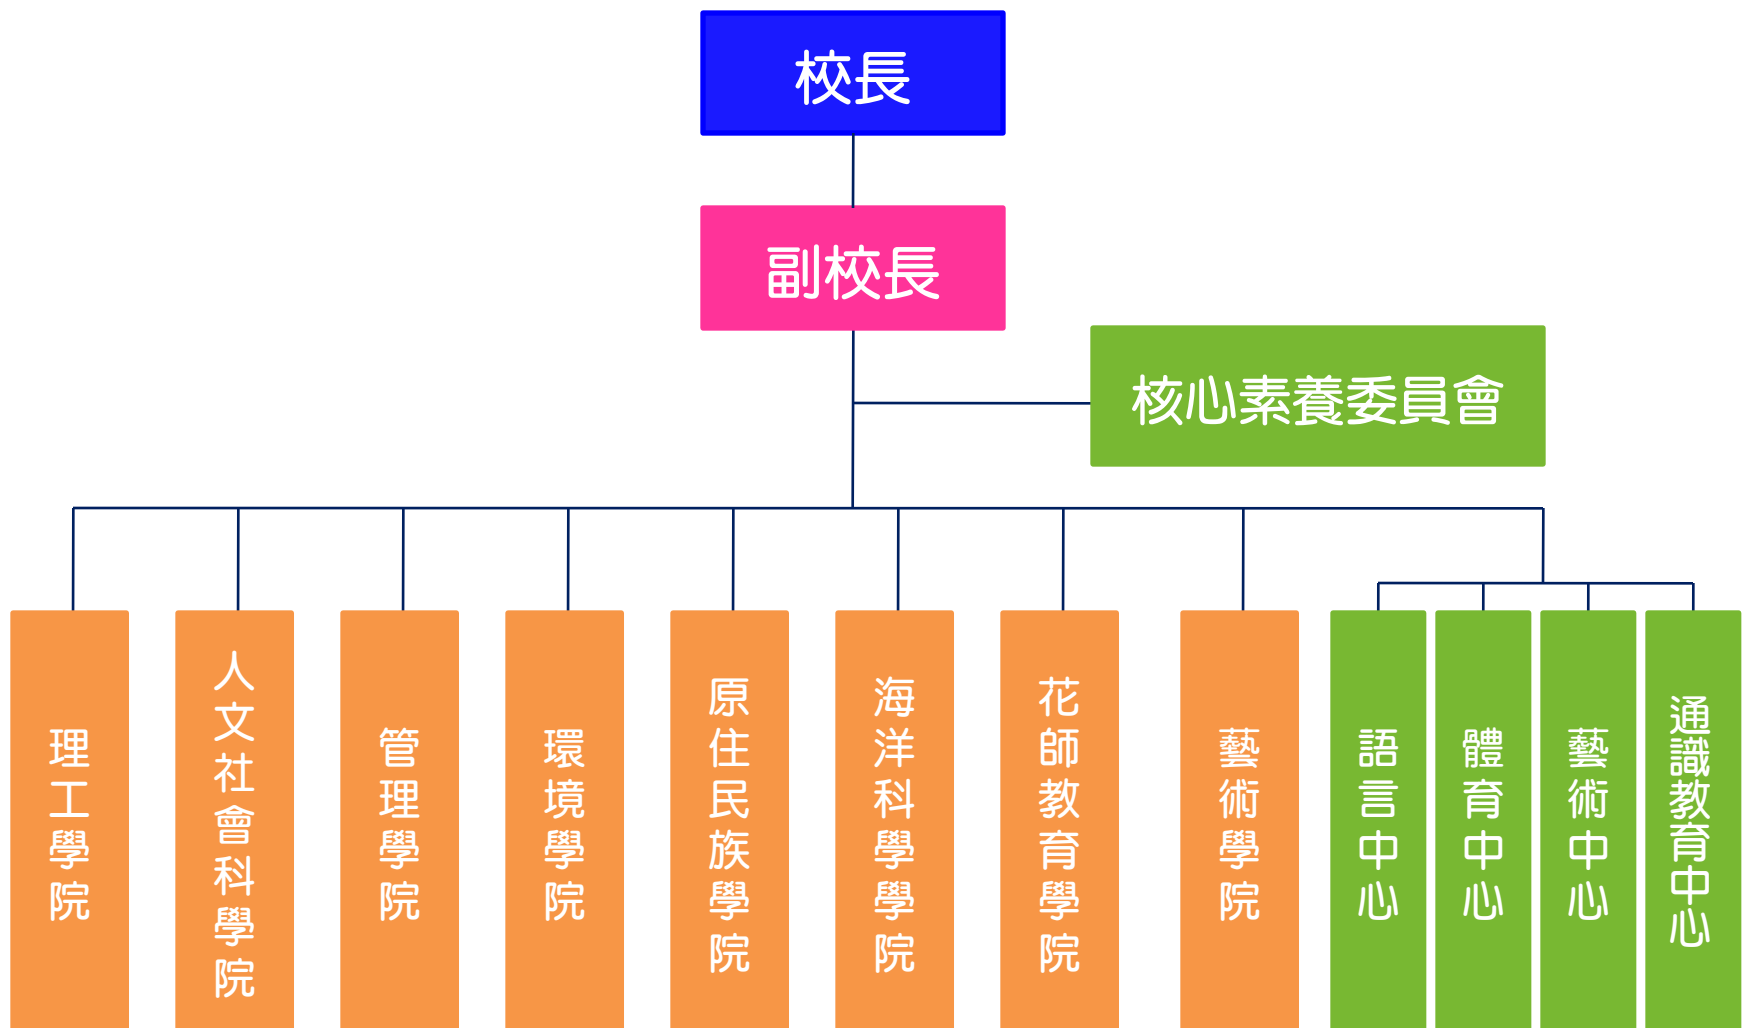 校長
副校長
核心素養委員會
理工學院
人文社會科學院
管理學院
環境學院
原住民族學院
海洋科學學院
花師教育學院
藝術學院
語言中心
體育中心
藝術中心
通識教育中心